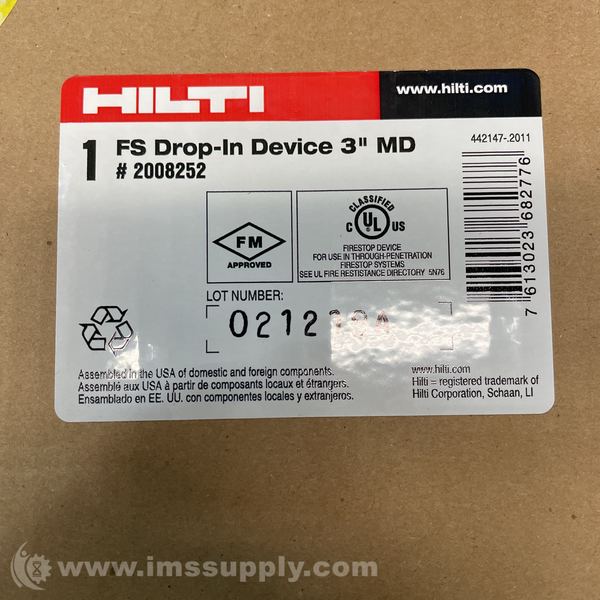 HILTI
www.hilti.com
1 FS Drop-In Device 3" MD
# 2008252
442147-.2011
FM
APPROVED
CLASSIFIED
C UL US
FIRESTOP DEVICE
FOR USE IN THROUGH-PENETRATION
FIRESTOP SYSTEMS
SEE UL FIRE RESTISTANCE DIRECTORY 5N76
7 613023 682776
LOT NUMBER:
021219A
Assembled in the USA of domestic and foreign components.
Assemblé aux USA à partir de composants locaux et étrangers.
Ensamblado en EE. UU. con componentes locales y extranjeros.
www.hilti.com
Hilti = registered trademark of
Hilti Corporation, Schaan, LI
www.imssupply.com